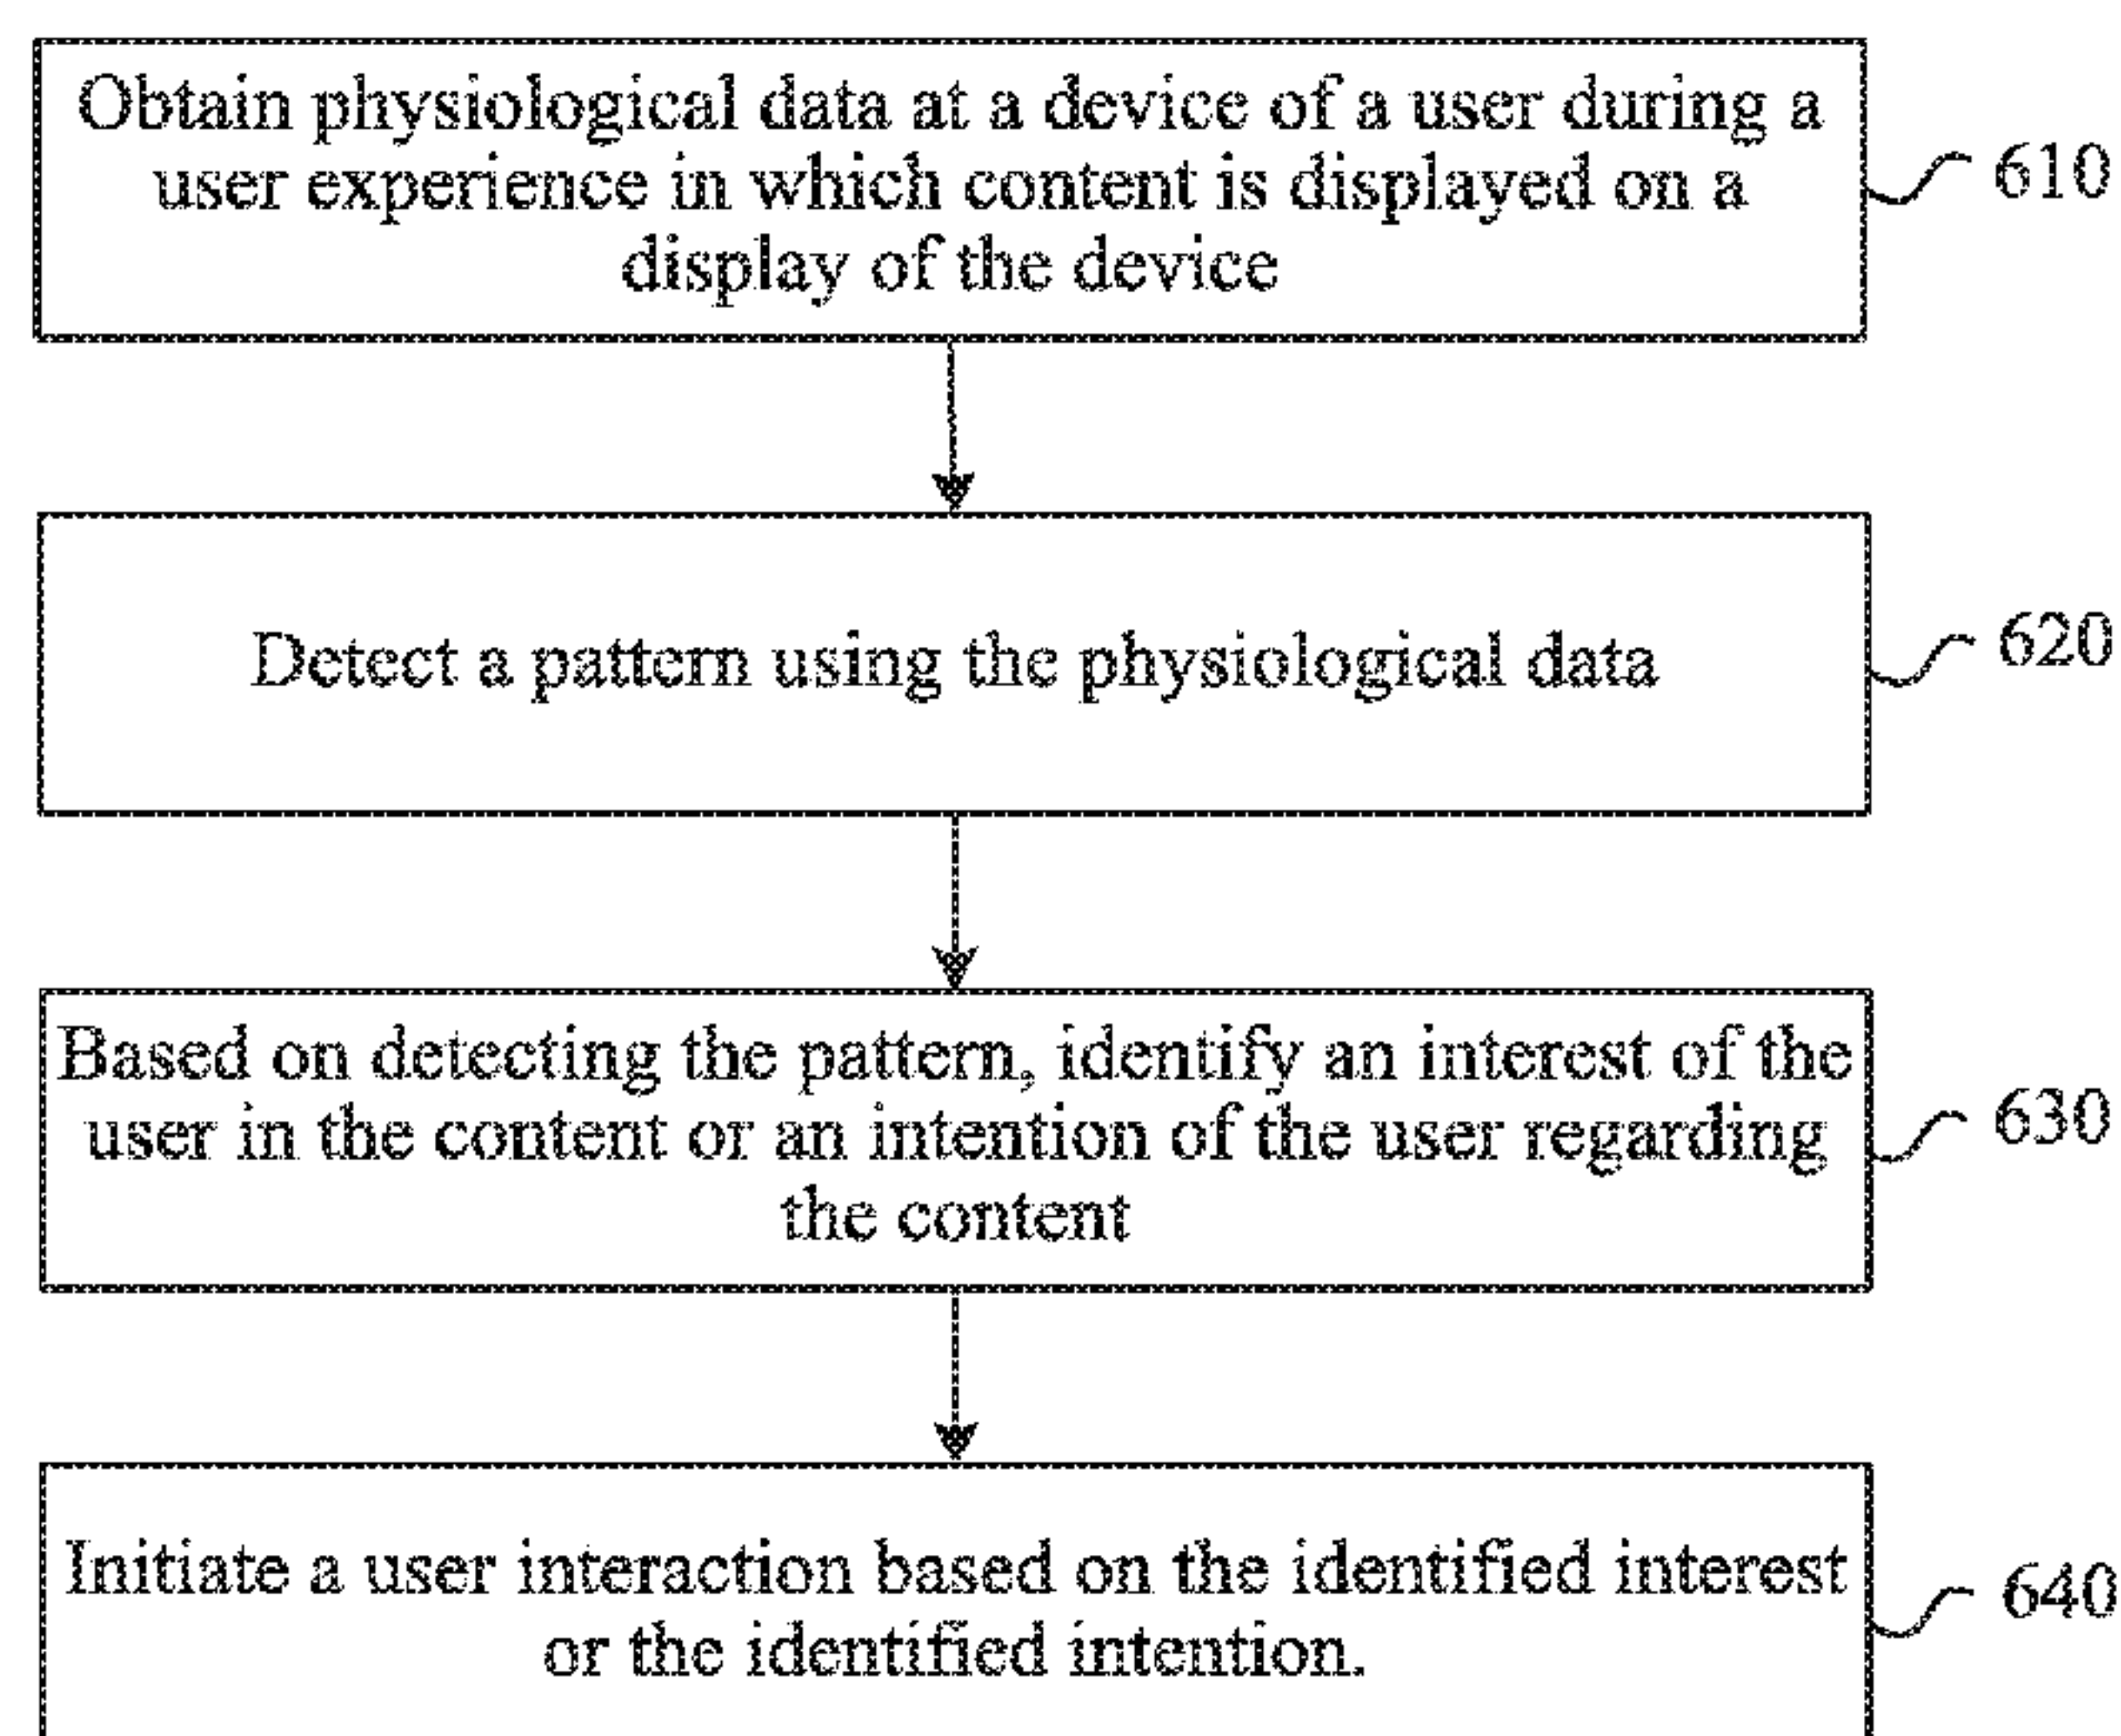 Obtain physiological data at a device of a user during a
user experience in which content is displayed on a
display of the device
610
Detect a pattern using the physiological data
620
Based on detecting the pattern, identify an interest of the
user in the content or an intention of the user regarding
the content
630
Initiate a user interaction based on the identified interest
or the identified intention.
640